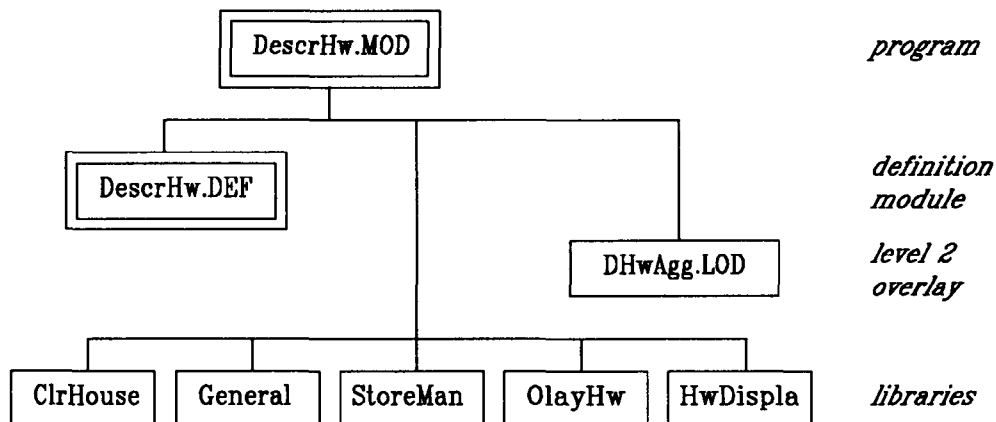 DescrHw.MOD
program
DescrHw.DEF
definition
module
DHwAgg.LOD
level 2
overlay
ClrHouse
General
StoreMan
OlayHw
HwDispla
libraries